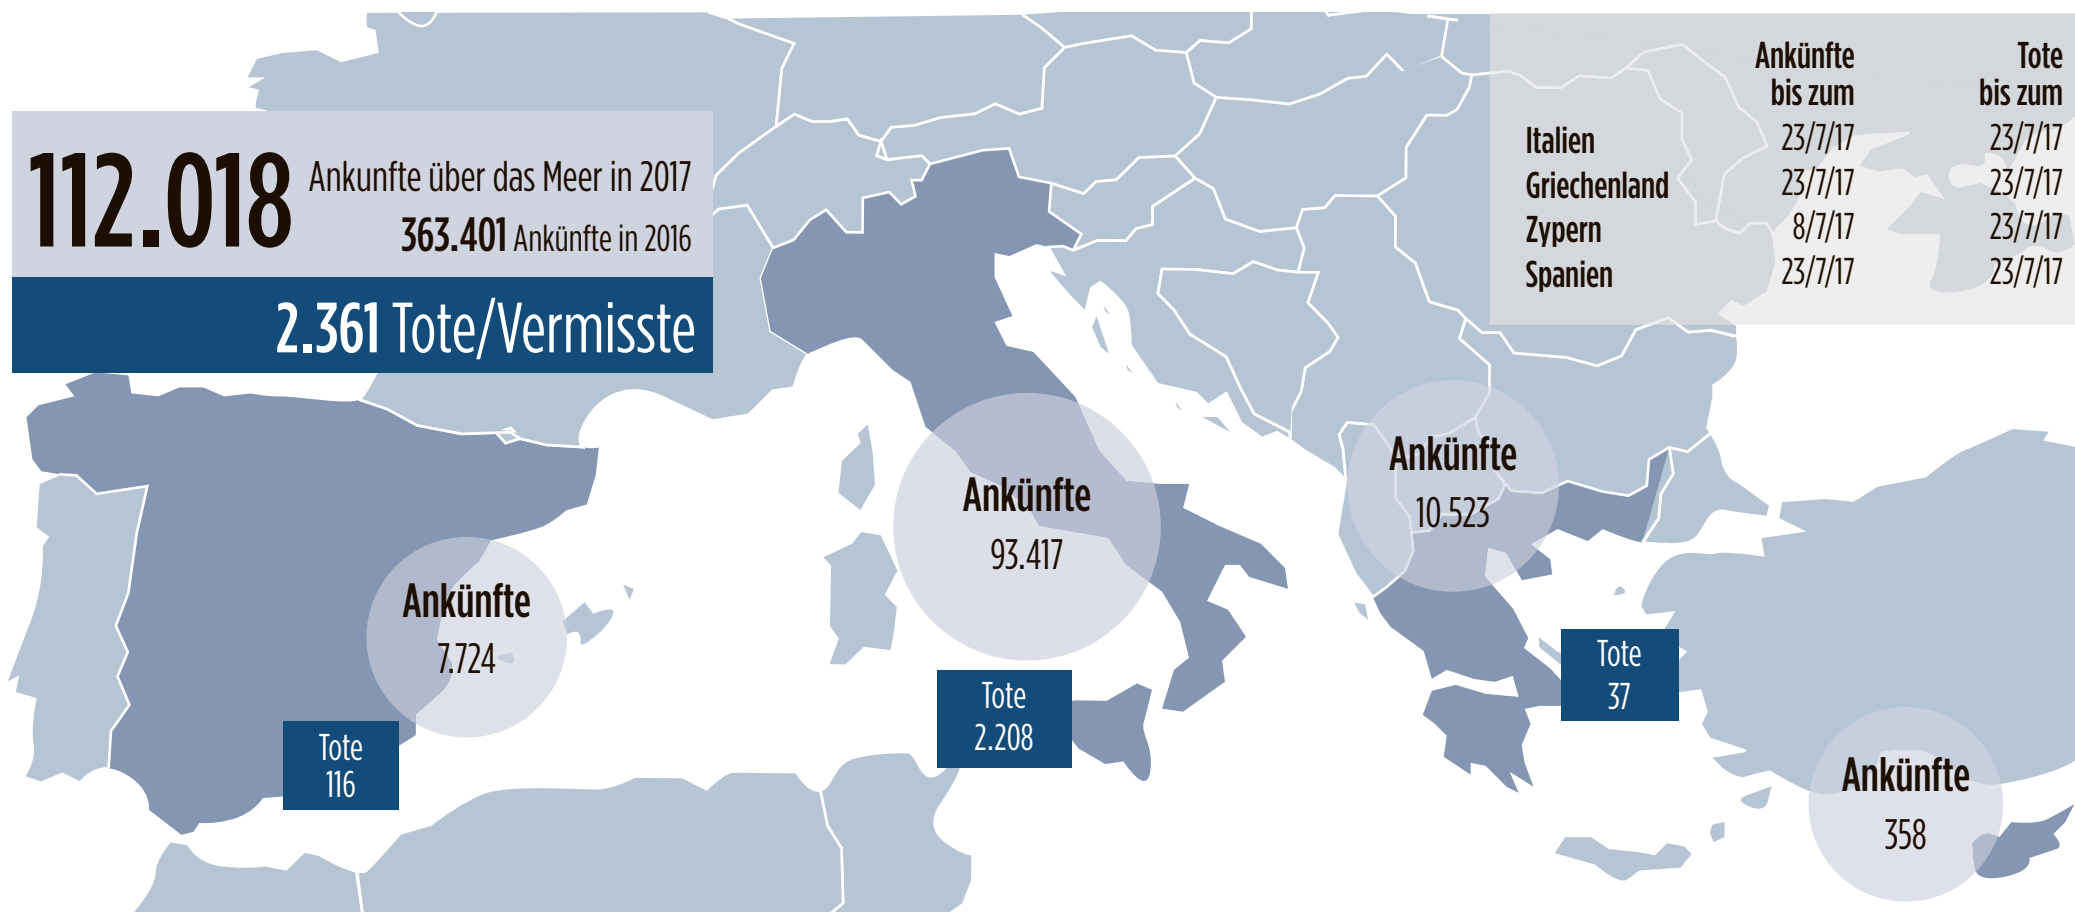 112.018 Ankunfte über das Meer in 2017
363.401 Ankünfte in 2016
2.361 Tote/Vermisste
Ankünfte Tote
bis zum bis zum
Italien 23/7/17 23/7/17
Griechenland 23/7/17 23/7/17
Zypern 8/7/17 23/7/17
Spanien 23/7/17 23/7/17
Ankünfte
7.724
Tote
116
Ankünfte
93.417
Tote
2.208
Ankünfte
10.523
Tote
37
Ankünfte
358